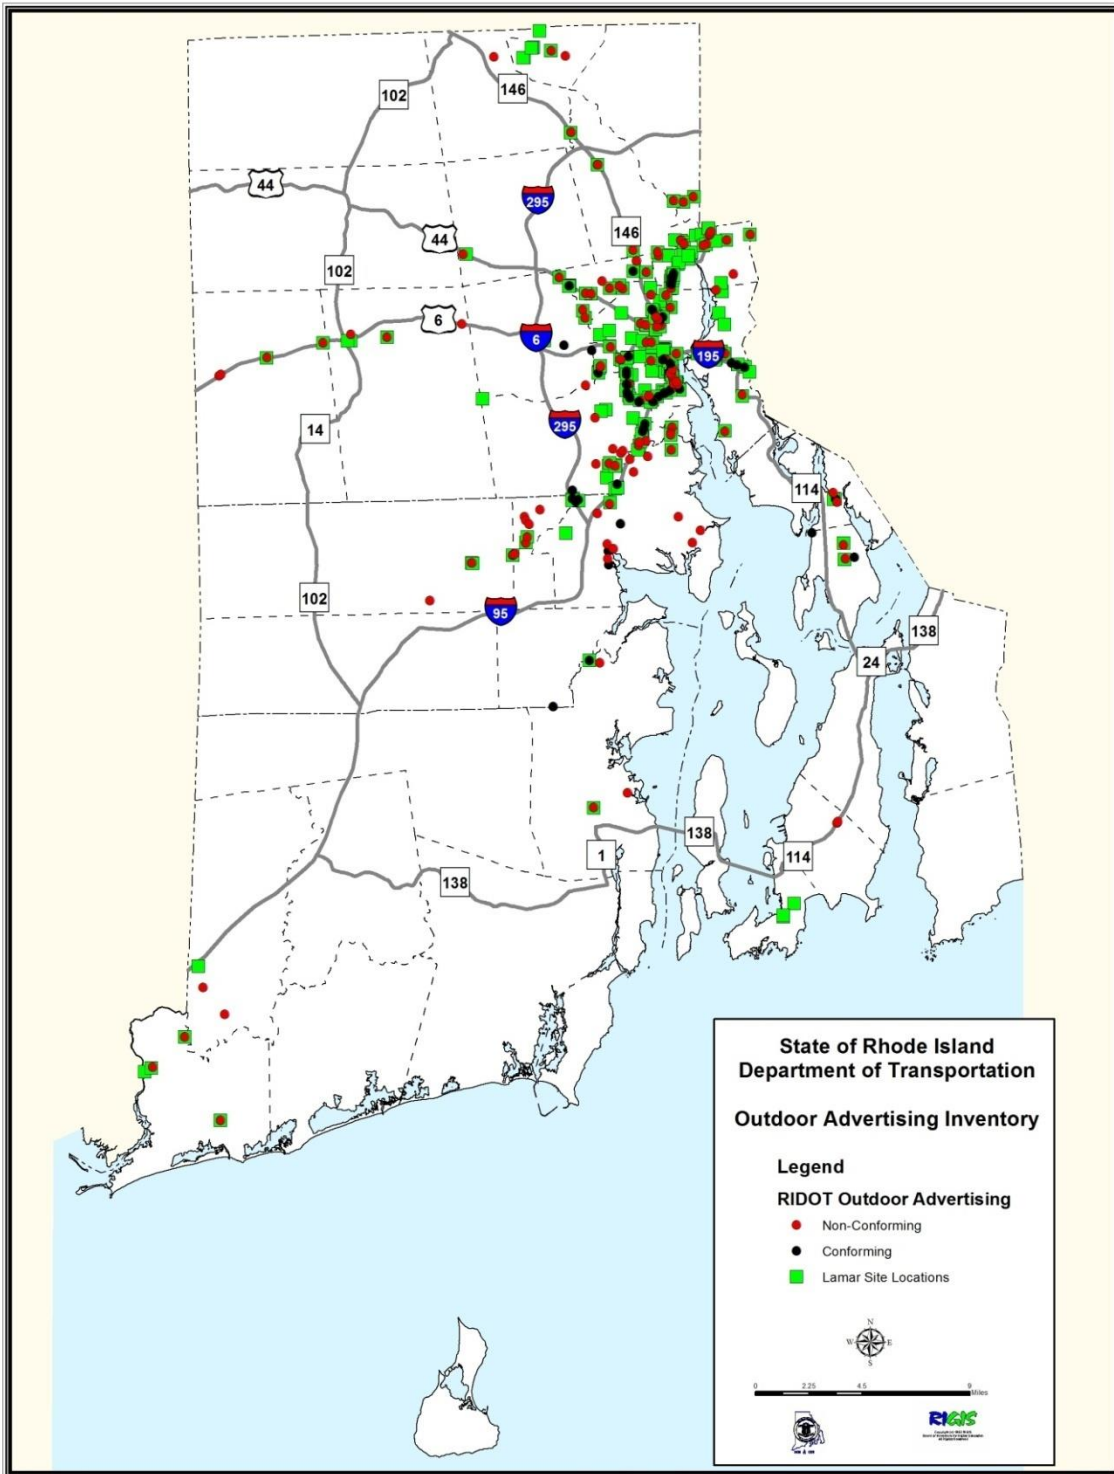 102
146
44
295
44
146
102
6
6
195
14
295
114
102
95
138
24
138
1
114
138
State of Rhode Island
Department of Transportation
Outdoor Advertising Inventory
Legend
RIDOT Outdoor Advertising
Non-Conforming
Conforming
Lamar Site Locations
N
W E
S
0 2.25 4.5 9
Miles
RIGIS